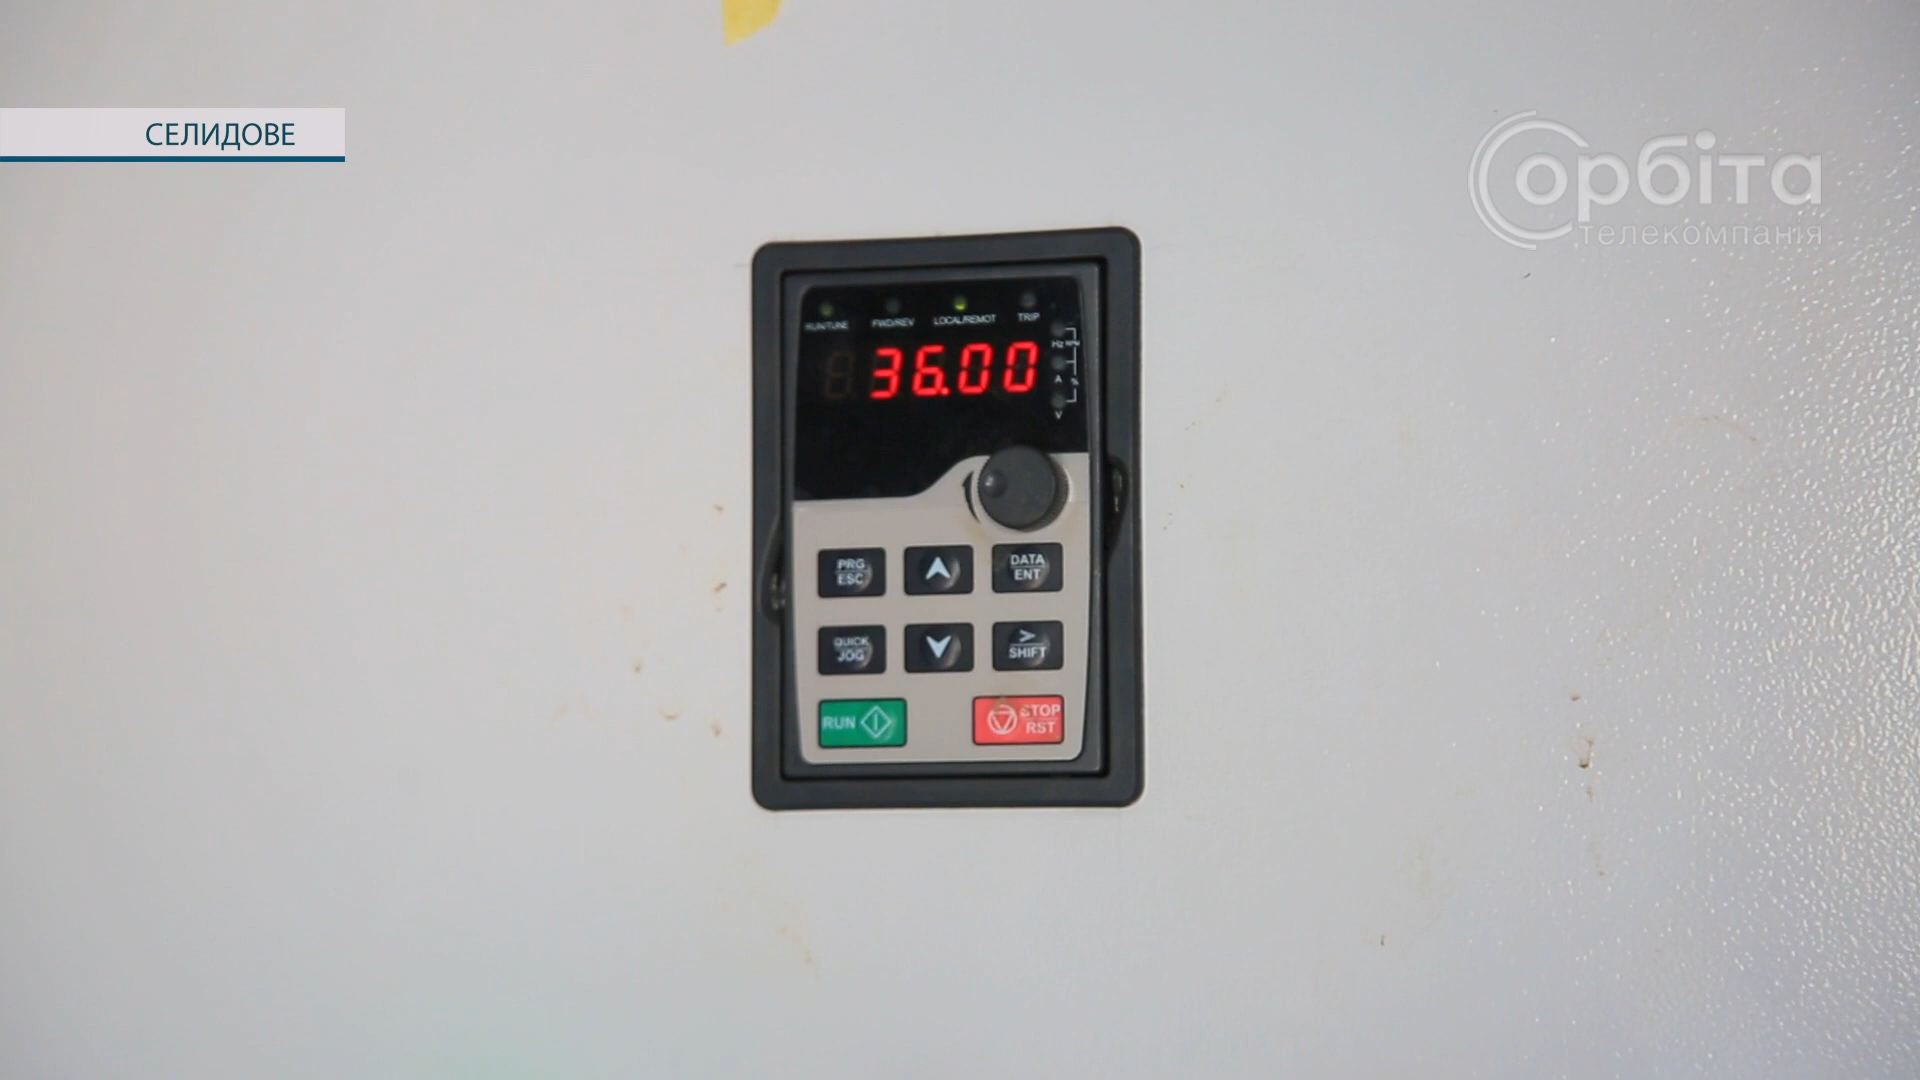 СЕЛИДОВЕ
орбіта
телекомпанія
RUN/TUNE FWD/REV LOCAL/REMOT TRIP
36.00
Hz RPM
A %
V
PRG DATA
ESC ENT
QUICK >
JOG SHIFT
RUN STOP
RST